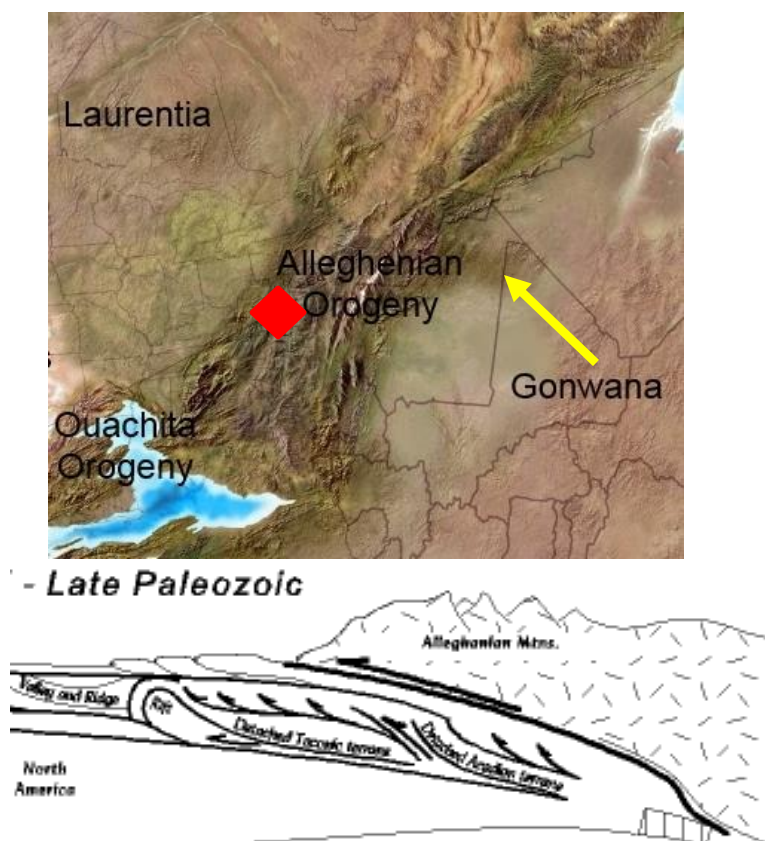 Laurentia
Alleghenian
Orogeny
Gonwana
Ouachita
Orogeny
- Late Paleozoic
Alleghanian Mtns.
Valley and Ridge
Rift
Detached Taconic terrane
Detached Acadian terrane
North
America